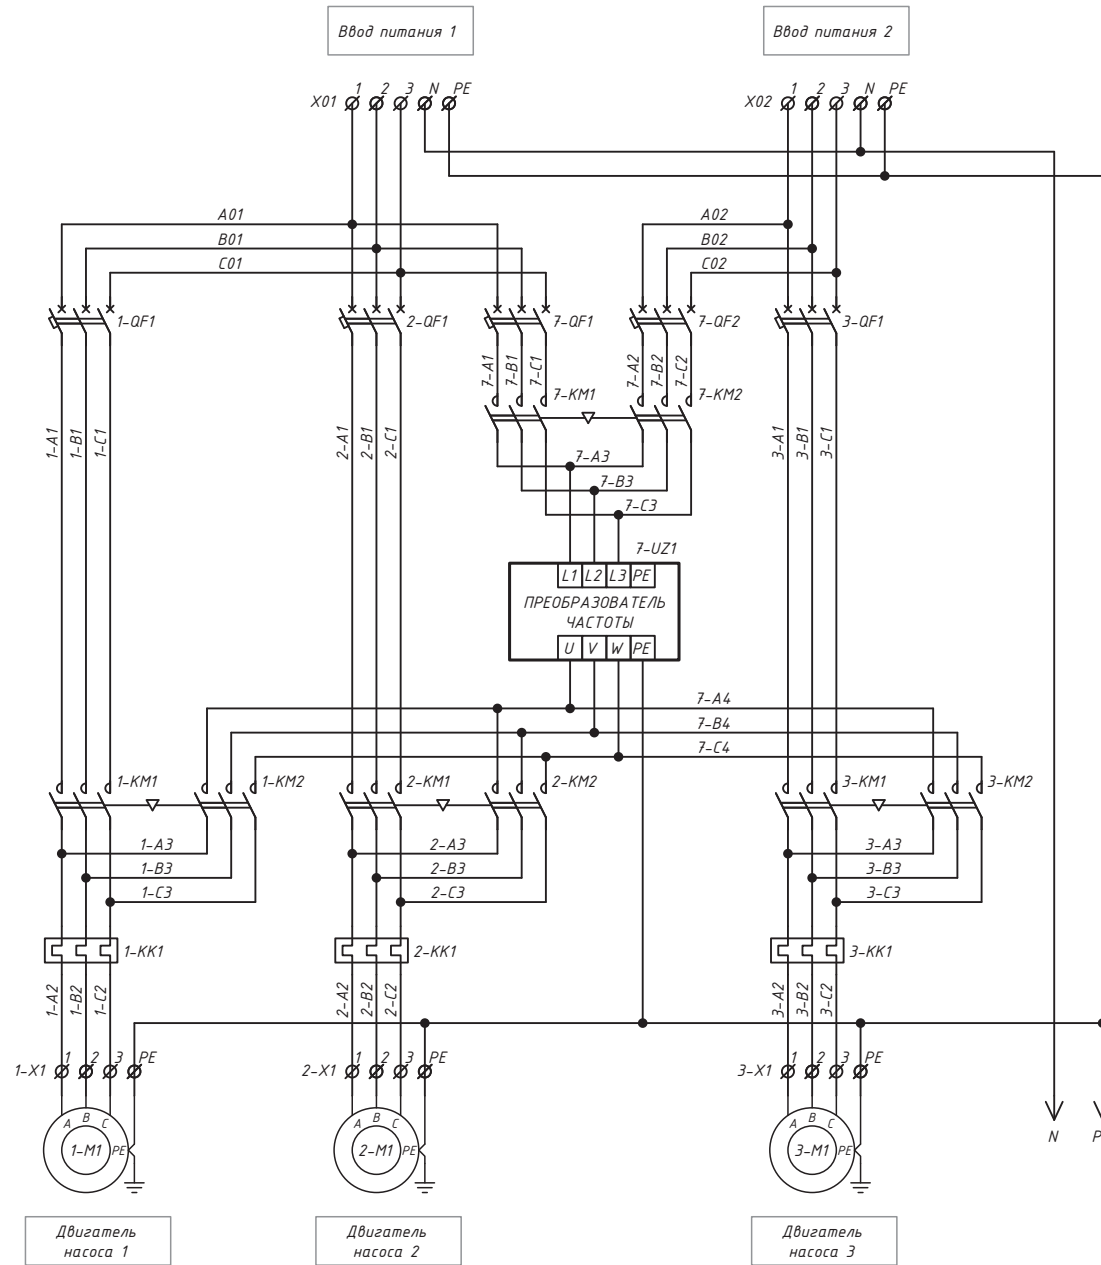 Ввод питания 1
Ввод питания 2
X01 1 2 3 N PE
X02 1 2 3 N PE
A01
B01
C01
A02
B02
C02
1-QF1
2-QF1
7-QF1
7-QF2
3-QF1
7-A1
7-B1
7-C1
7-A2
7-B2
7-C2
7-KM1
7-KM2
1-A1
1-B1
1-C1
2-A1
2-B1
2-C1
3-A1
3-B1
3-C1
7-A3
7-B3
7-C3
7-UZ1
L1 L2 L3 PE
ПРЕОБРАЗОВАТЕЛЬ
ЧАСТОТЫ
U V W PE
7-A4
7-B4
7-C4
1-KM1
1-KM2
2-KM1
2-KM2
3-KM1
3-KM2
1-A3
1-B3
1-C3
2-A3
2-B3
2-C3
3-A3
3-B3
3-C3
1-KK1
2-KK1
3-KK1
1-A2
1-B2
1-C2
2-A2
2-B2
2-C2
3-A2
3-B2
3-C2
1-X1 1 2 3 PE
2-X1 1 2 3 PE
3-X1 1 2 3 PE
A B C
1-M1 PE
A B C
2-M1 PE
A B C
3-M1 PE
N
P
Двигатель
насоса 1
Двигатель
насоса 2
Двигатель
насоса 3